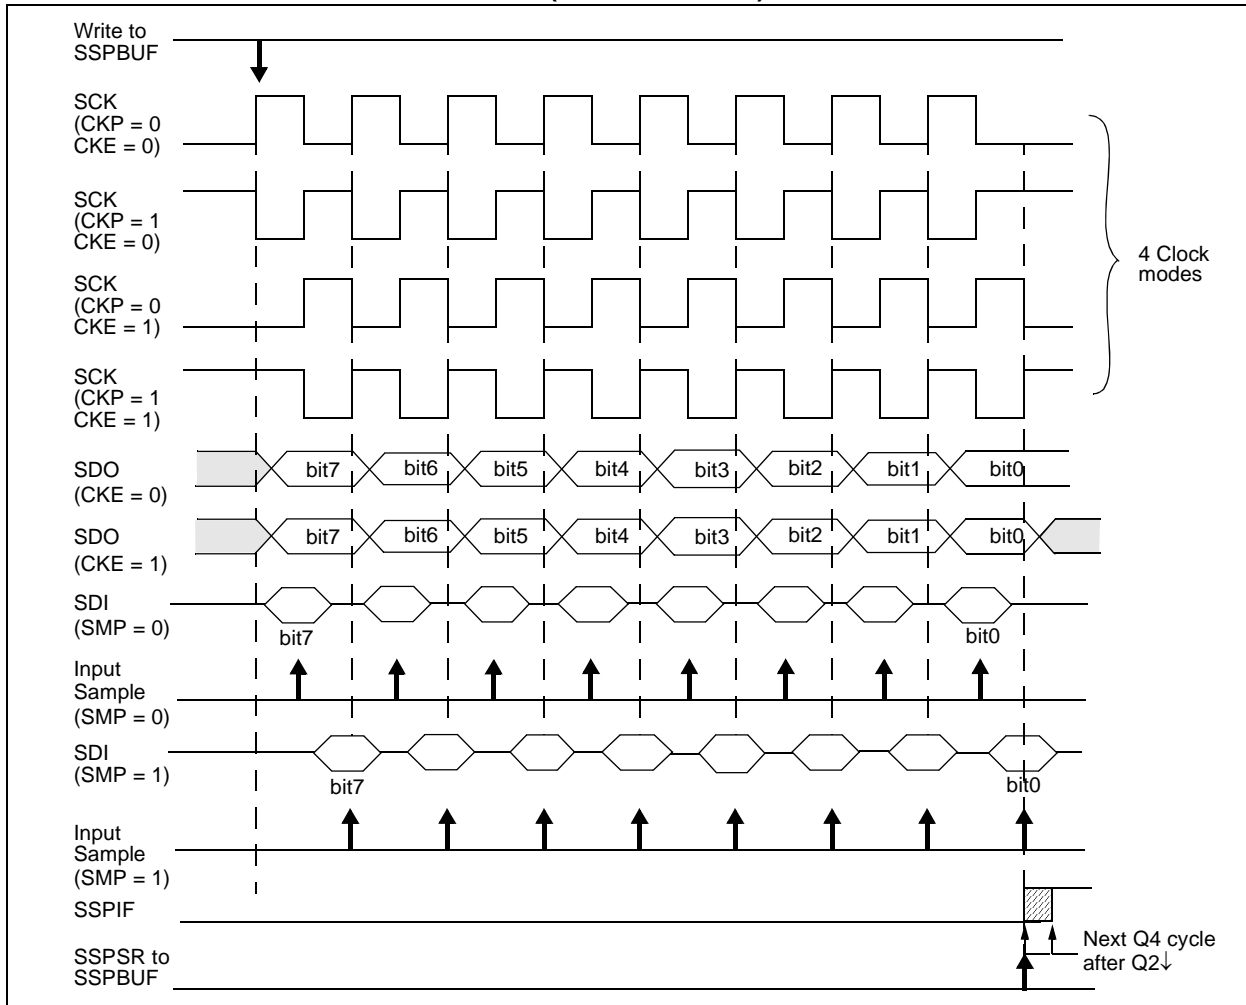 Write to
SSPBUF
SCK
(CKP = 0
CKE = 0)
SCK
(CKP = 1
CKE = 0)
4 Clock
modes
SCK
(CKP = 0
CKE = 1)
SCK
(CKP = 1
CKE = 1)
SDO
(CKE = 0)
bit7 bit6 bit5 bit4 bit3 bit2 bit1 bit0
SDO
(CKE = 1)
bit7 bit6 bit5 bit4 bit3 bit2 bit1 bit0
SDI
(SMP = 0)
bit7 bit0
Input
Sample
(SMP = 0)
SDI
(SMP = 1)
bit7 bit0
Input
Sample
(SMP = 1)
SSPIF
Next Q4 cycle
after Q2↓
SSPSR to
SSPBUF